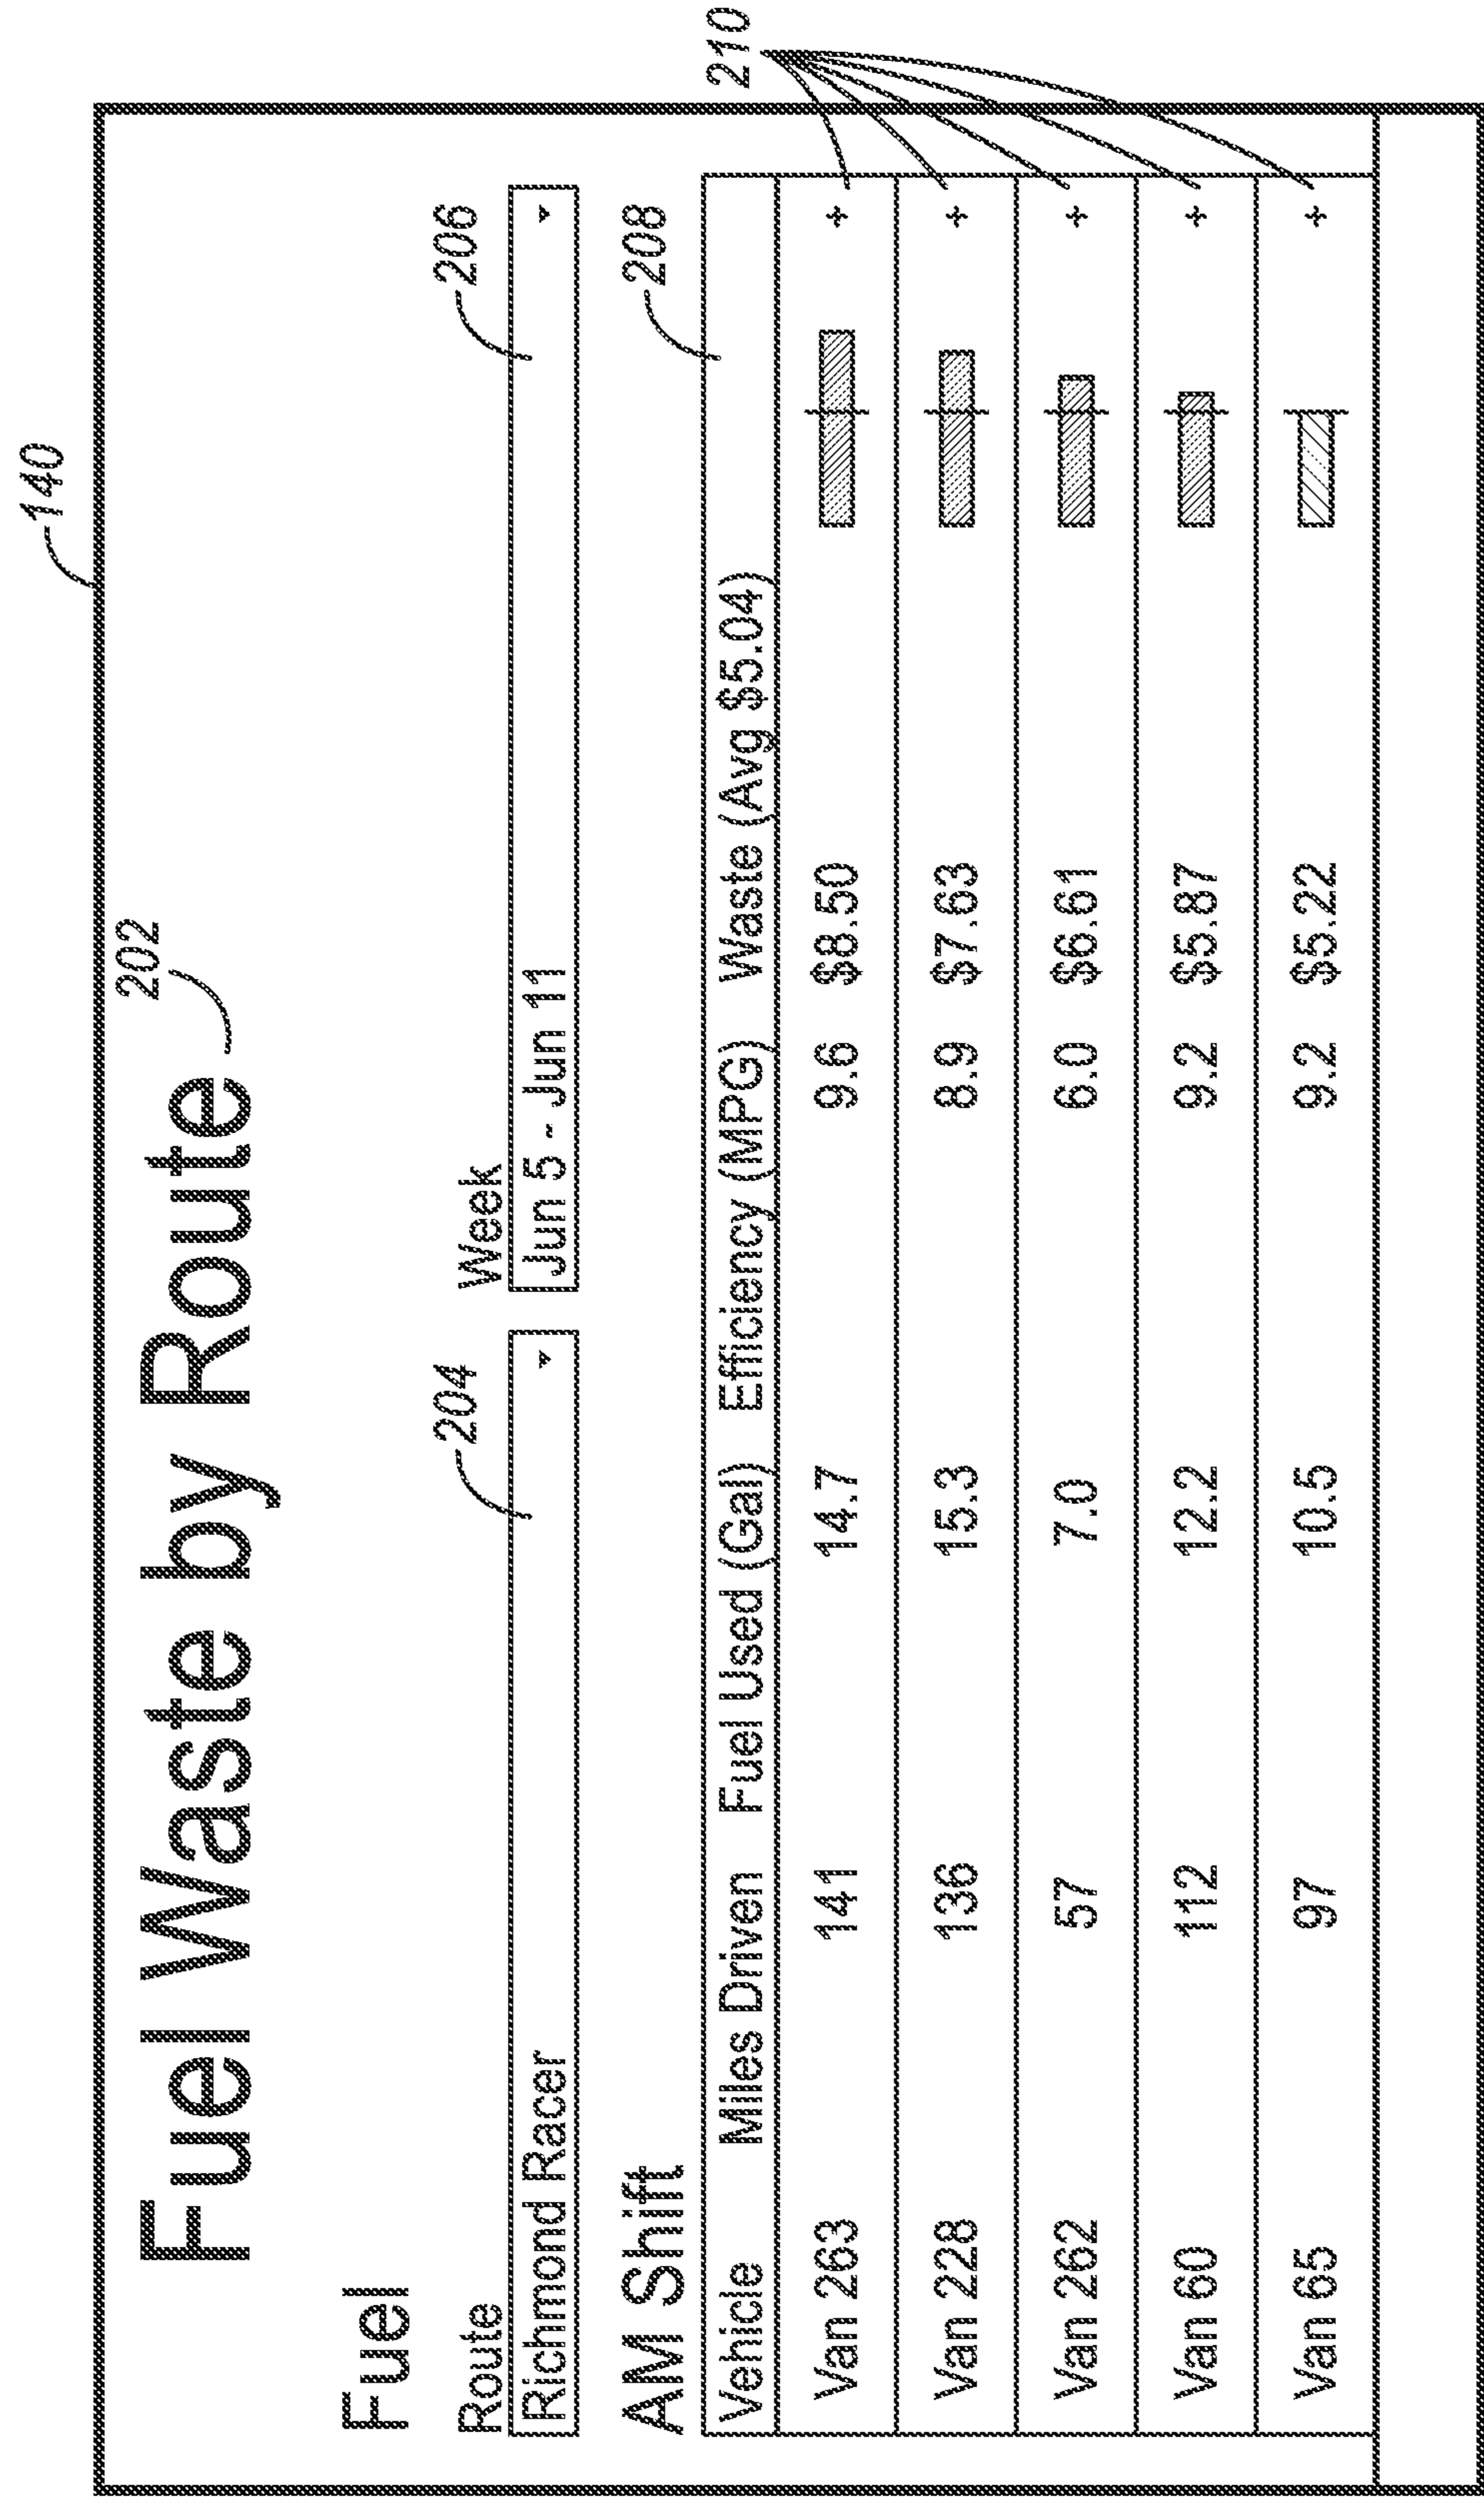 140
Fuel Waste by Route 202
Fuel
Route Week
204 206
Richmond Racer Jun 5 - Jun 11
AM Shift
208
210
Vehicle Miles Driven Fuel Used (Gal) Efficiency (MPG) Waste (Avg $5.04)
Van 263 141 14.7 9.6 $8.50 +
Van 228 136 15.3 8.9 $7.63 +
Van 262 57 7.0 6.0 $6.61 +
Van 60 112 12.2 9.2 $5.87 +
Van 65 97 10.5 9.2 $5.22 +